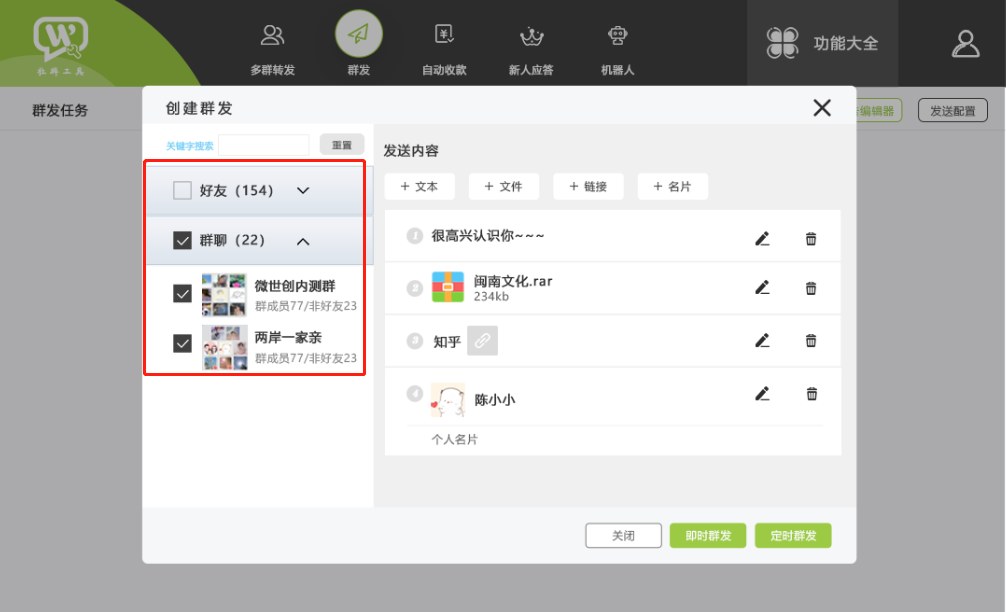 W
多群转发
群发
自动收款
新人应答
机器人
功能大全
群发任务
编辑器
发送配置
创建群发
关键字搜索
重置
好友（154）
群聊（22）
微世创内测群
群成员77/非好友23
两岸一家亲
群成员77/非好友23
发送内容
+ 文本
+ 文件
+ 链接
+ 名片
1 很高兴认识你~~~
2 闽南文化.rar
234kb
3 知乎
4 陈小小
个人名片
关闭
即时群发
定时群发